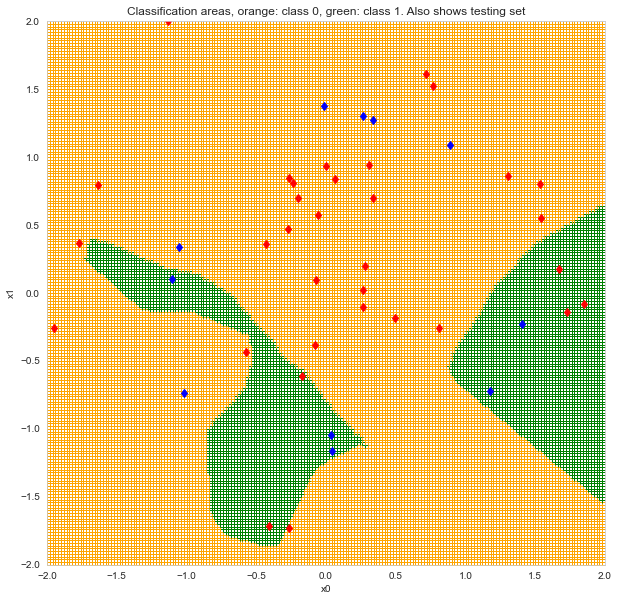 Classification areas, orange: class 0, green: class 1. Also shows testing set
2.0
1.5
1.0
0.5
0.0
−0.5
−1.0
−1.5
−2.0
x1
−2.0 −1.5 −1.0 −0.5 0.0 0.5 1.0 1.5 2.0
x0